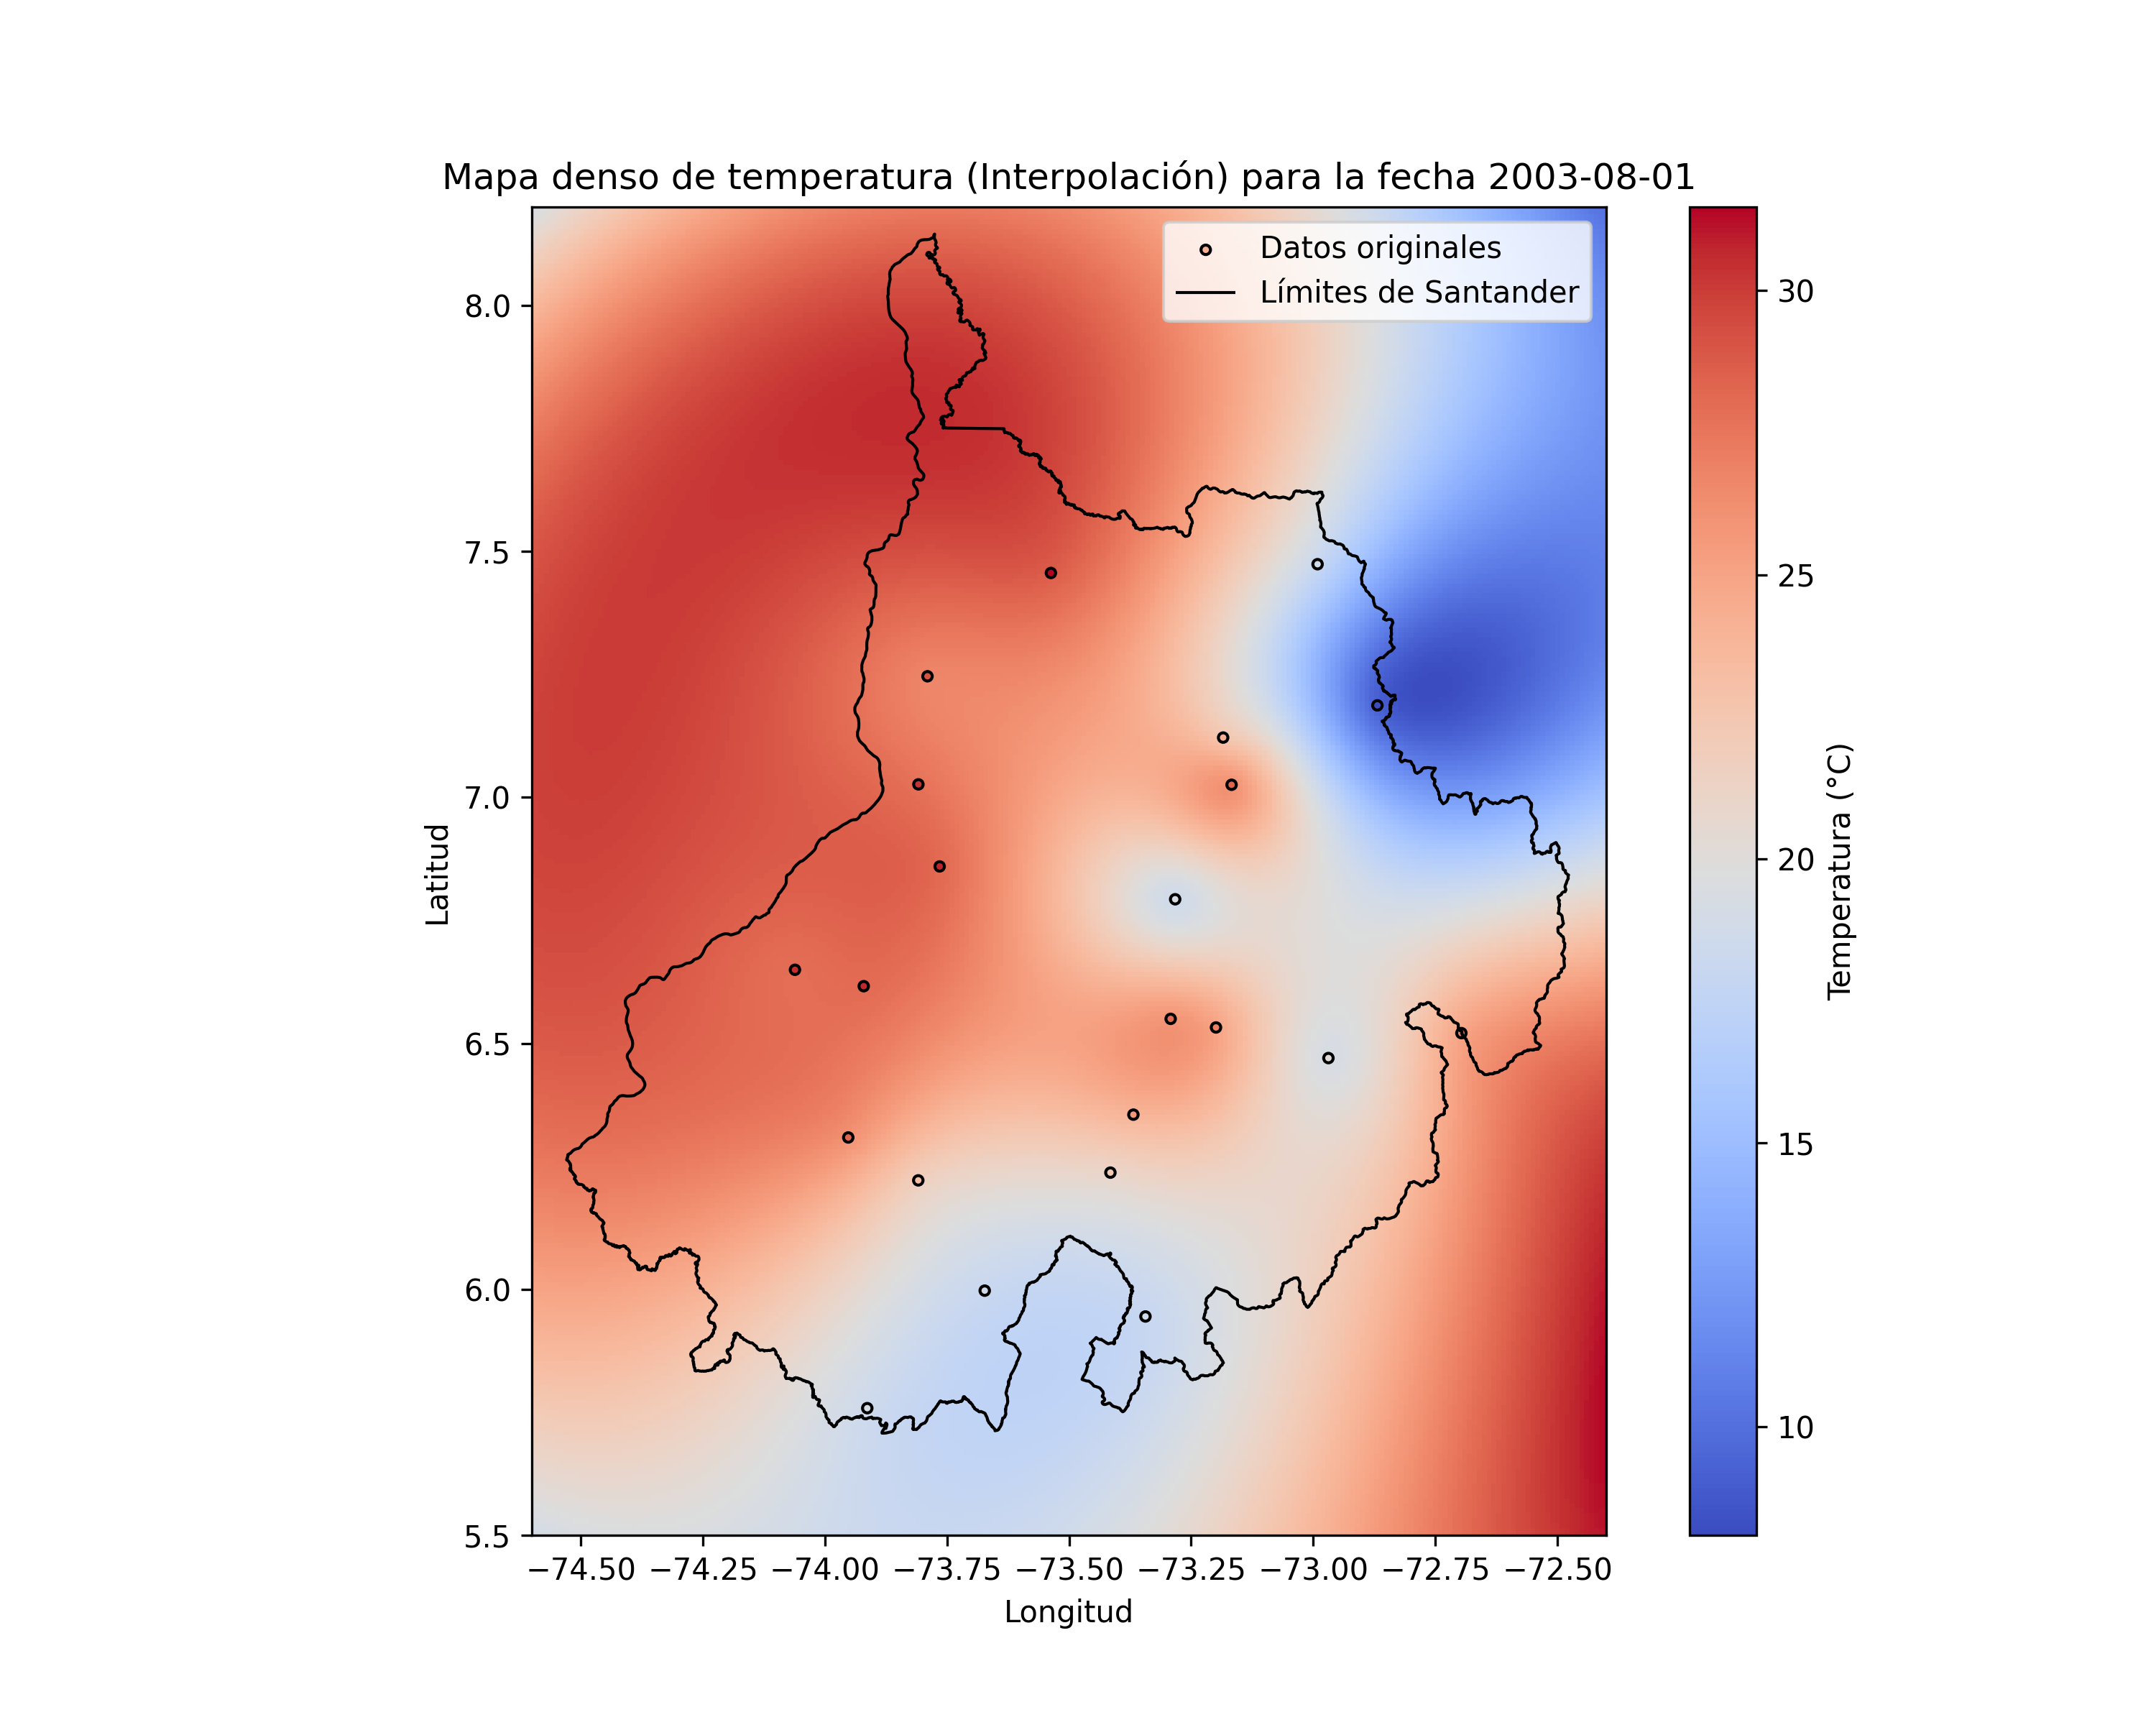 Mapa denso de temperatura (Interpolación) para la fecha 2003-08-01
Datos originales
Límites de Santander
8.0
7.5
7.0
6.5
6.0
5.5
Latitud
−74.50 −74.25 −74.00 −73.75 −73.50 −73.25 −73.00 −72.75 −72.50
Longitud
30
25
20
15
10
Temperatura (°C)